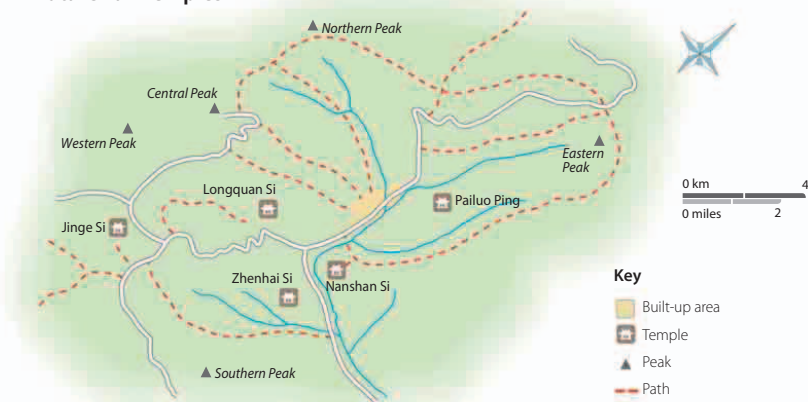 Northern Peak
Central Peak
Western Peak
Eastern
Peak
Longquan Si
Pailuo Ping
Jinge Si
Zhenhai Si
Nanshan Si
Southern Peak
0 km
4
0 miles
2
Key
Built-up area
Temple
Peak
Path